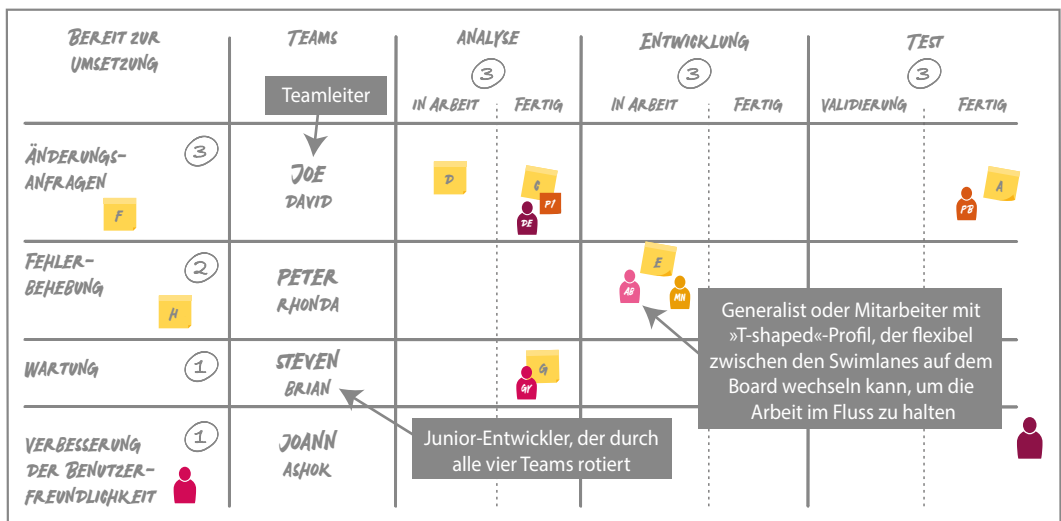 BEREIT ZUR
UMSETZUNG
TEAMS
ANALYSE
3
IN ARBEIT
FERTIG
ENTWICKLUNG
3
IN ARBEIT
FERTIG
TEST
3
VALIDIERUNG
FERTIG
Teamleiter
ÄNDERUNGS-
ANFRAGEN
3
F
JOE
DAVID
D
C
P1
DE
PB
A
FEHLER-
BEHEBUNG
2
H
PETER
RHONDA
E
AB
MN
Generalist oder Mitarbeiter mit
»T-shaped«-Profil, der flexibel
zwischen den Swimlanes auf dem
Board wechseln kann, um die
Arbeit im Fluss zu halten
WARTUNG
1
STEVEN
BRIAN
G
GY
Junior-Entwickler, der durch
alle vier Teams rotiert
VERBESSERUNG
DER BENUTZER-
FREUNDLICHKEIT
1
JOANN
ASHOK